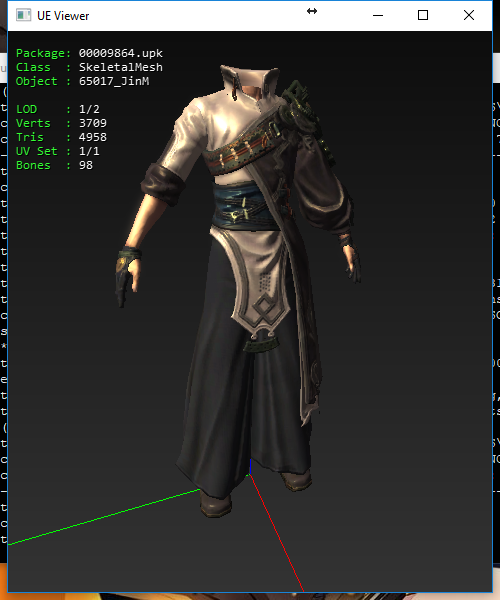 UE Viewer
Package: 00009864.upk
Class : SkeletalMesh
Object : 65017_JinM
LOD : 1/2
Verts : 3709
Tris : 4958
UV Set : 1/1
Bones : 98